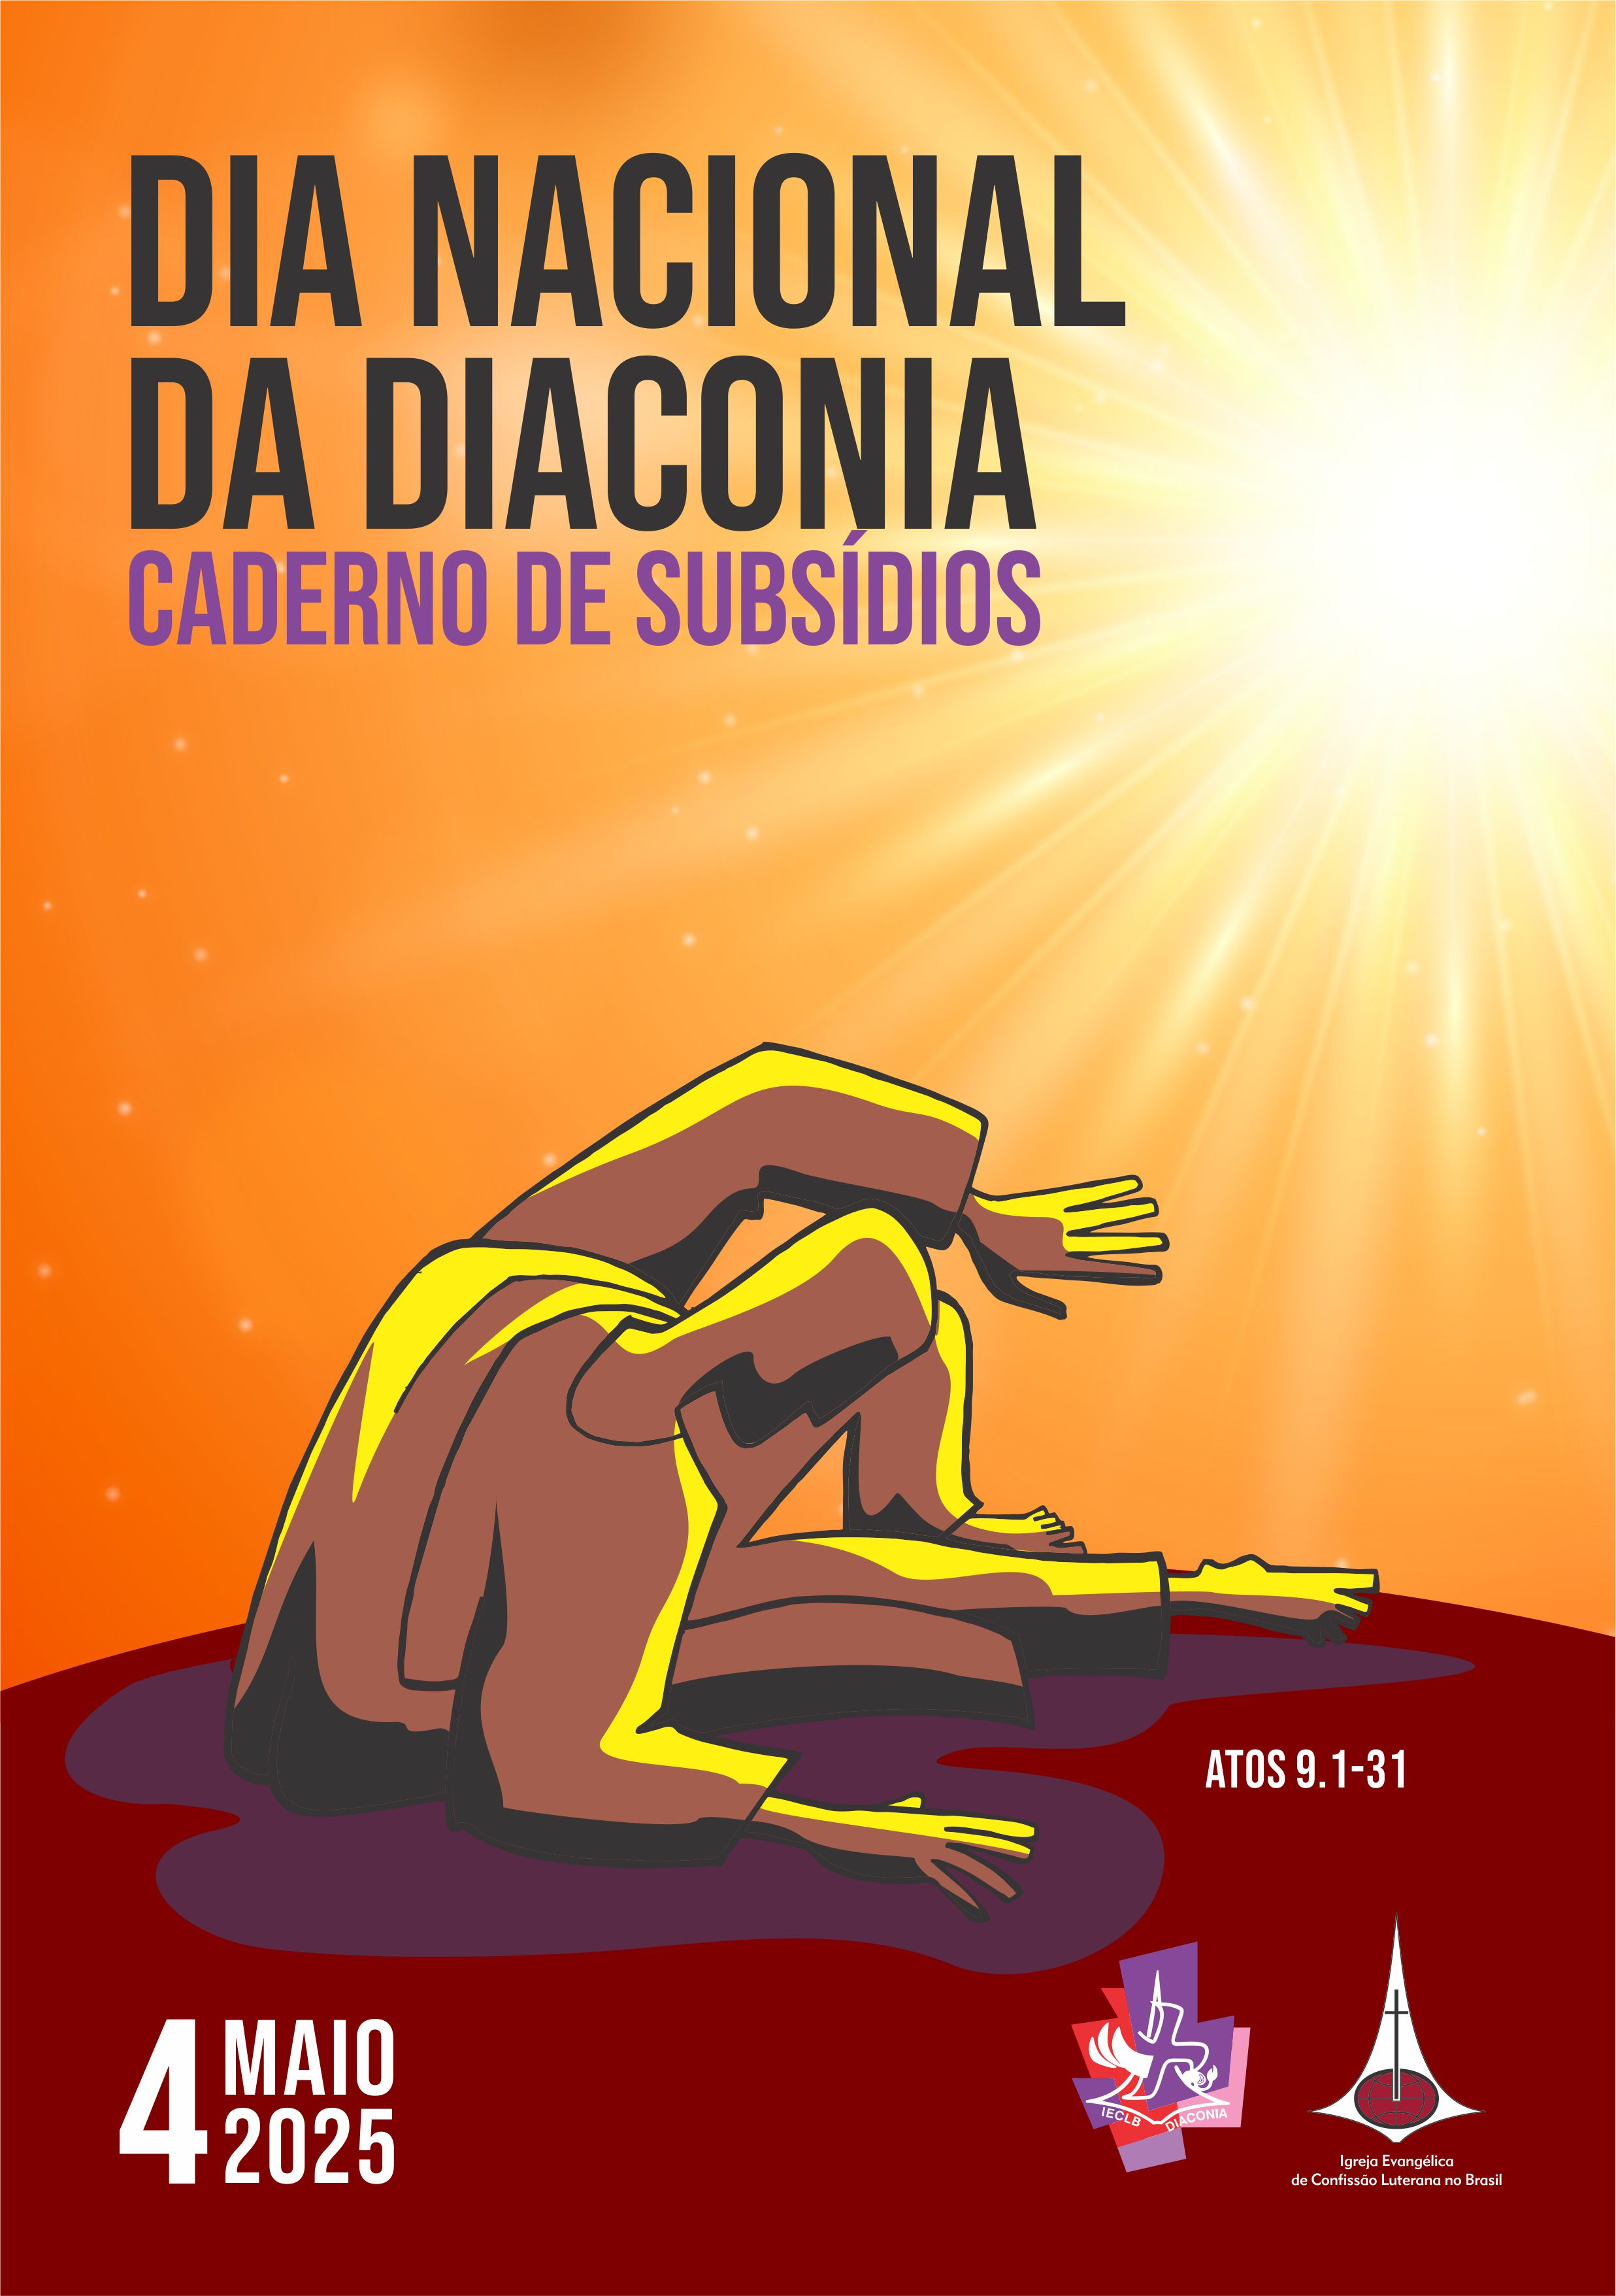 DIA NACIONAL
DA DIACONIA
CADERNO DE SUBSÍDIOS
ATOS 9.1-31
4 MAIO
2025
IECLB DIACONIA
Igreja Evangélica
de Confissão Luterana no Brasil